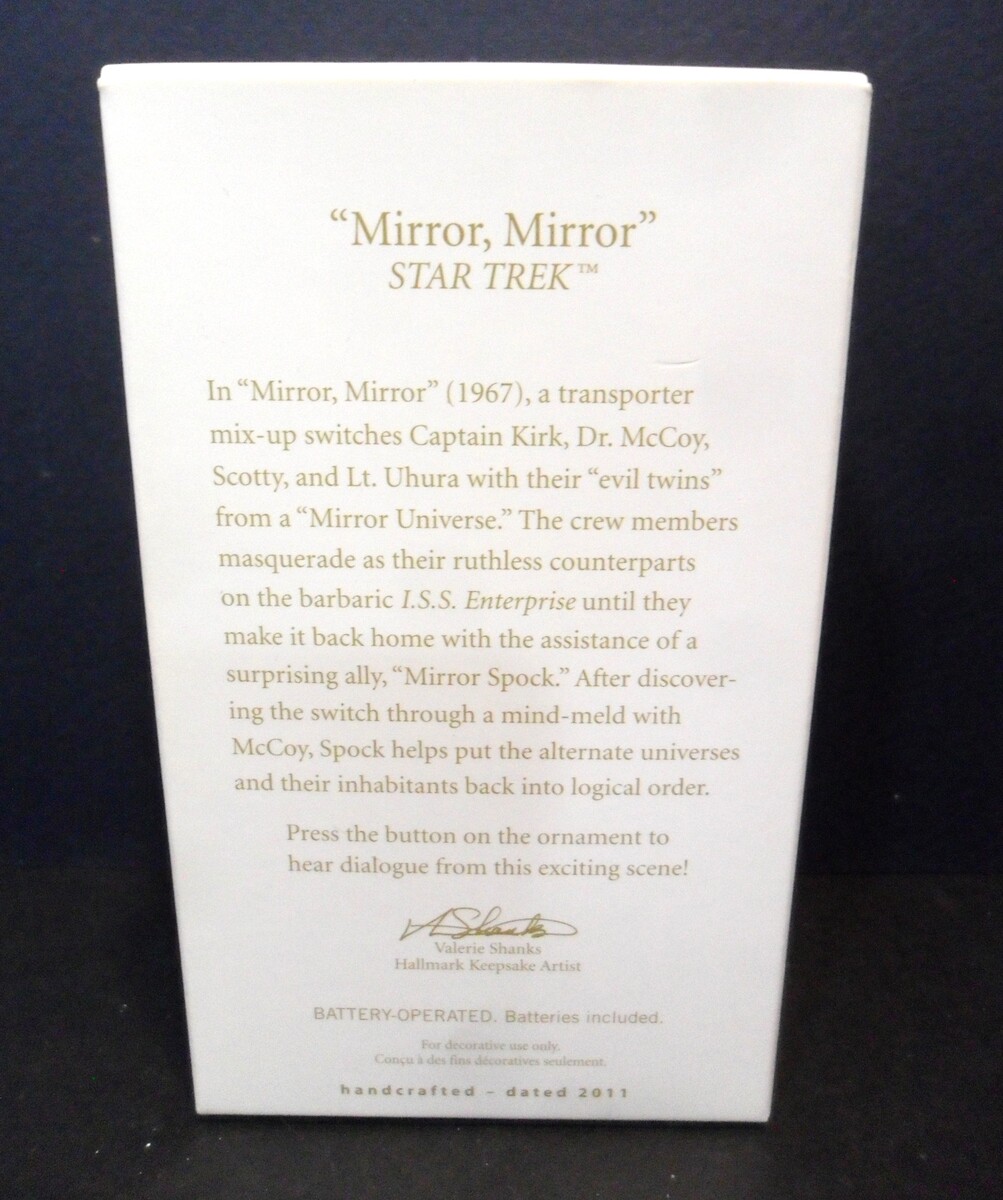 “Mirror, Mirror”
STAR TREK™
In “Mirror, Mirror” (1967), a transporter
mix-up switches Captain Kirk, Dr. McCoy,
Scotty, and Lt. Uhura with their “evil twins”
from a “Mirror Universe.” The crew members
masquerade as their ruthless counterparts
on the barbaric I.S.S. Enterprise until they
make it back home with the assistance of a
surprising ally, “Mirror Spock.” After discover-
ing the switch through a mind-meld with
McCoy, Spock helps put the alternate universes
and their inhabitants back into logical order.
Press the button on the ornament to
hear dialogue from this exciting scene!
VShanks
Valerie Shanks
Hallmark Keepsake Artist
BATTERY-OPERATED. Batteries included.
For decorative use only.
Conçu à des fins décoratives seulement.
handcrafted – dated 2011